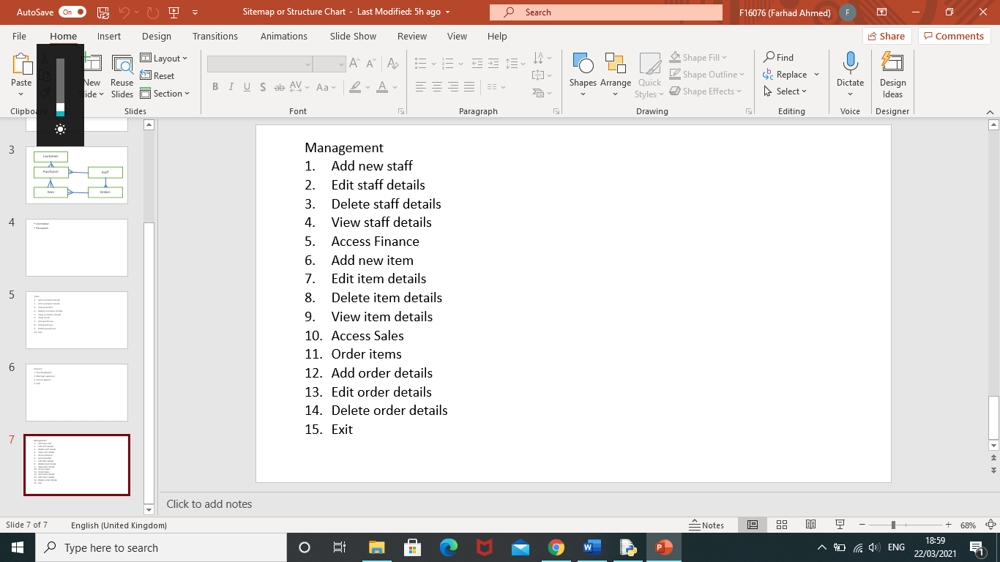 AutoSave On Sitemap or Structure Chart - Last Modified: 5h ago Search F16076 (Farhad Ahmed) F
File Home Insert Design Transitions Animations Slide Show Review View Help Share Comments
Paste
Clipboard
New Slide
Reuse Slides
Layout
Reset
Section
Slides
B I U S ab AV Aa A
Font
Paragraph
Shapes
Arrange
Quick Styles
Shape Fill
Shape Outline
Shape Effects
Drawing
Find
Replace
Select
Editing
Dictate
Voice
Design Ideas
Designer
3
Customer
Purchases
Staff
Item
Orders
4
• Username:
• Password:
5
6
7
Management
1. Add new staff
2. Edit staff details
3. Delete staff details
4. View staff details
5. Access Finance
6. Add new item
7. Edit item details
8. Delete item details
9. View item details
10. Access Sales
11. Order items
12. Add order details
13. Edit order details
14. Delete order details
15. Exit
Click to add notes
Slide 7 of 7 English (United Kingdom) Notes 68%
Type here to search ENG 18:59
22/03/2021 1